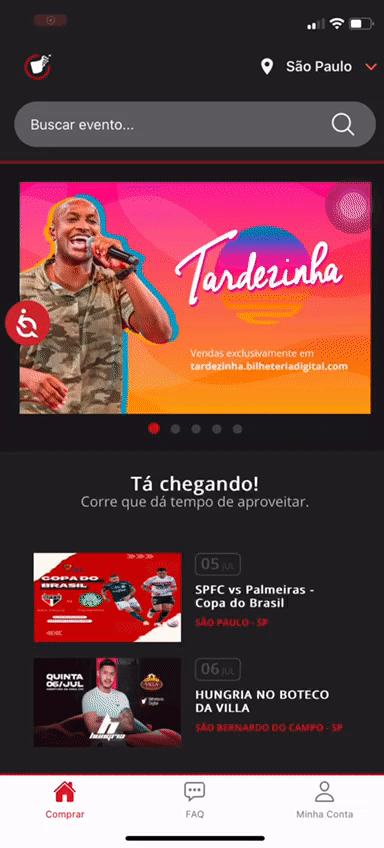 São Paulo
Buscar evento...
Tardezinha
Vendas exclusivamente em
tardezinha.bilheteriadigital.com
Tá chegando!
Corre que dá tempo de aproveitar.
COPA DO
BRASIL
05 JUL
SPFC vs Palmeiras -
Copa do Brasil
SÃO PAULO - SP
QUINTA
06/JUL
VILLA
hungria
06 JUL
HUNGRIA NO BOTECO
DA VILLA
SÃO BERNARDO DO CAMPO - SP
Comprar
FAQ
Minha Conta